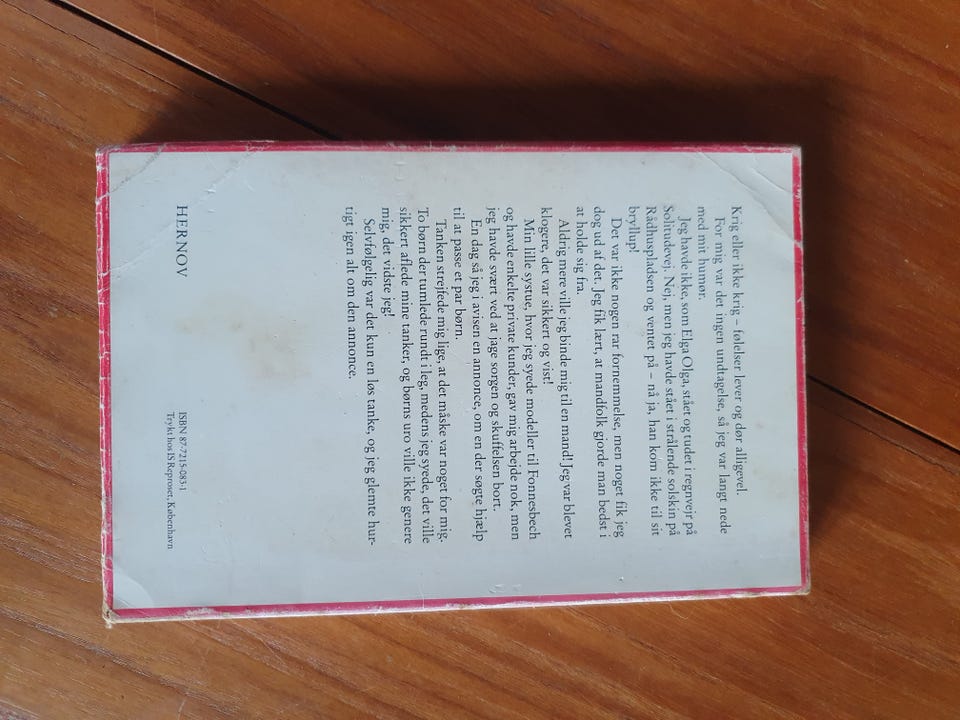 Krig eller ikke krig – følelser lever og dør alligevel.
For mig var det ingen undtagelse, så jeg var langt nede
med mit humør.
Jeg havde ikke, som Elga Olga, stået og tudet i regnvejr på
Solitudevej. Nej, men jeg havde stået i strålende solskin på
Rådhuspladsen og ventet på – nå ja, han kom ikke til sit
bryllup!
Det var ikke nogen rar fornemmelse, men noget fik jeg
dog ud af det. Jeg fik lært, at mandfolk gjorde man bedst i
at holde sig fra.
Aldrig mere ville jeg binde mig til en mand! Jeg var blevet
klogere, det var sikkert og vist!
Min lille systue, hvor jeg syede modeller til Fonnesbech
og havde enkelte private kunder, gav mig arbejde nok, men
jeg havde svært ved at jage sorgen og skuffelsen bort.
En dag så jeg i avisen en annonce, om en der søgte hjælp
til at passe et par børn.
Tanken strejfede mig lige, at det måske var noget for mig.
To børn der tumlede rundt i leg, medens jeg syede, det ville
sikkert aflede mine tanker, og børns uro ville ikke genere
mig, det vidste jeg!
Selvfølgelig var det kun en løs tanke, og jeg glemte hur-
tigt igen alt om den annonce.
HERNOV
ISBN: 87-7215-083-1
Trykt hos IS Reproset, København